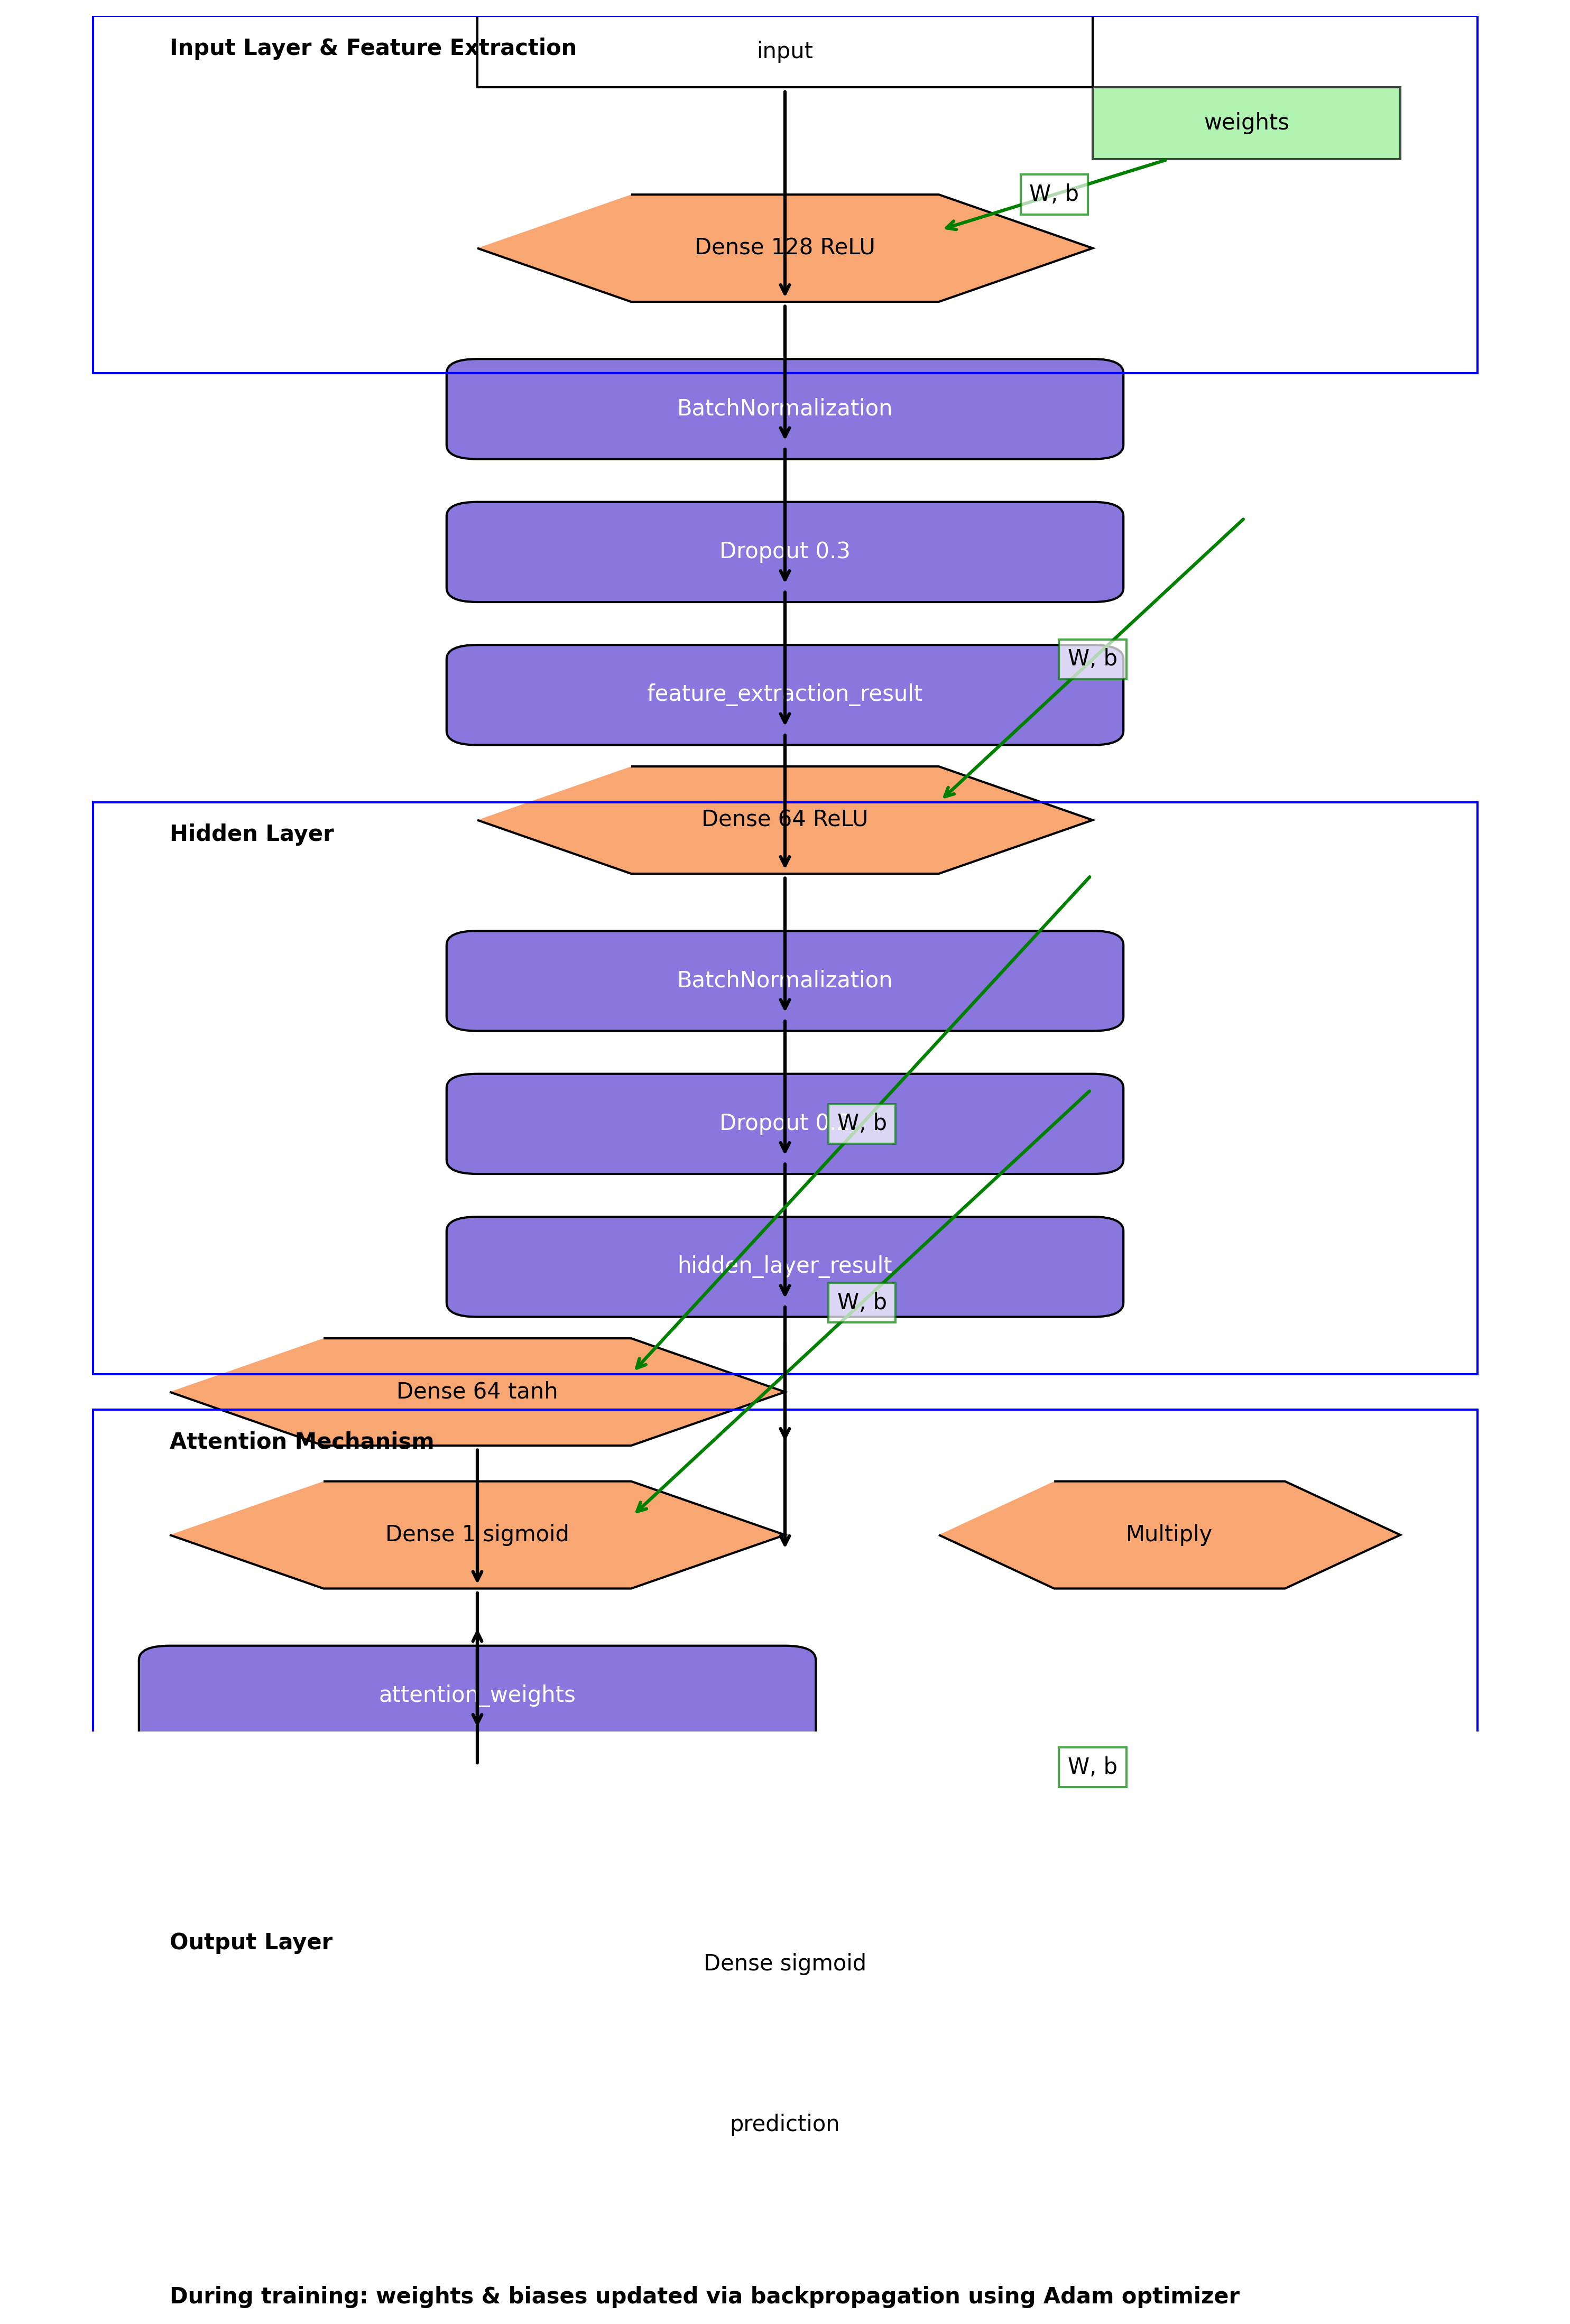 Input Layer & Feature Extraction
input
weights
W, b
Dense 128 ReLU
BatchNormalization
Dropout 0.3
W, b
feature_extraction_result
Dense 64 ReLU
Hidden Layer
BatchNormalization
Dropout 0.
W, b
hidden_layer_result
W, b
Dense 64 tanh
Attention Mechanism
Dense 1 sigmoid
Multiply
attention_weights
W, b
Output Layer
Dense sigmoid
prediction
During training: weights & biases updated via backpropagation using Adam optimizer